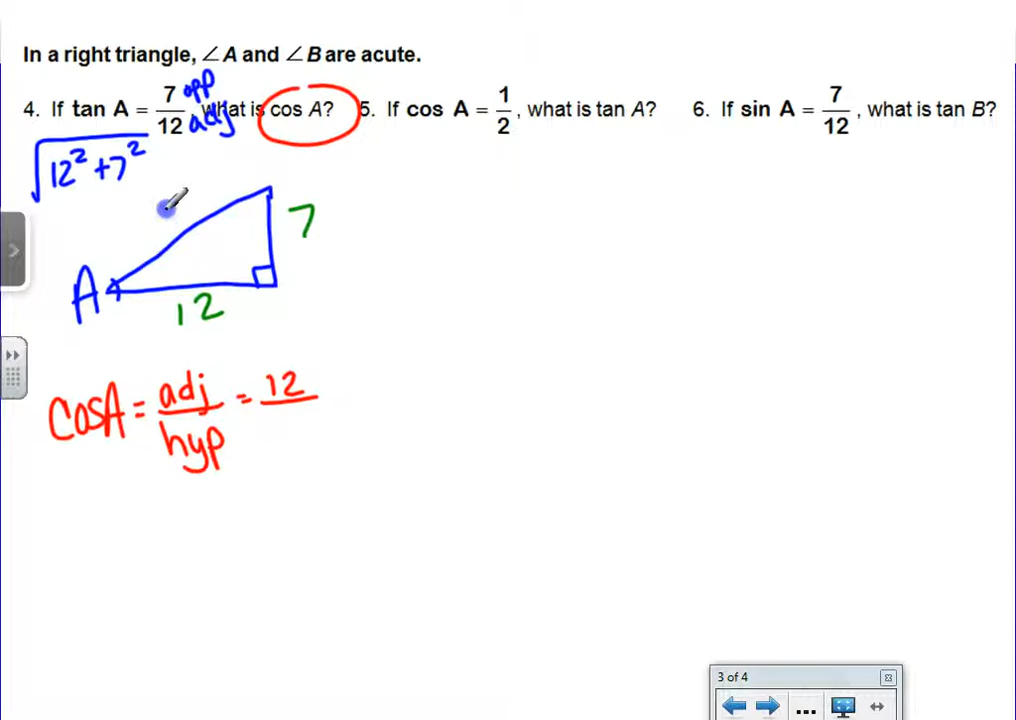 In a right triangle, ∠A and ∠B are acute.
4. If tan A = 7/12, what is cos A?
opp
adj
5. If cos A = 1/2, what is tan A?
6. If sin A = 7/12, what is tan B?
√12² + 7²
7
A
12
cosA = adj/hyp = 12
3 of 4
...